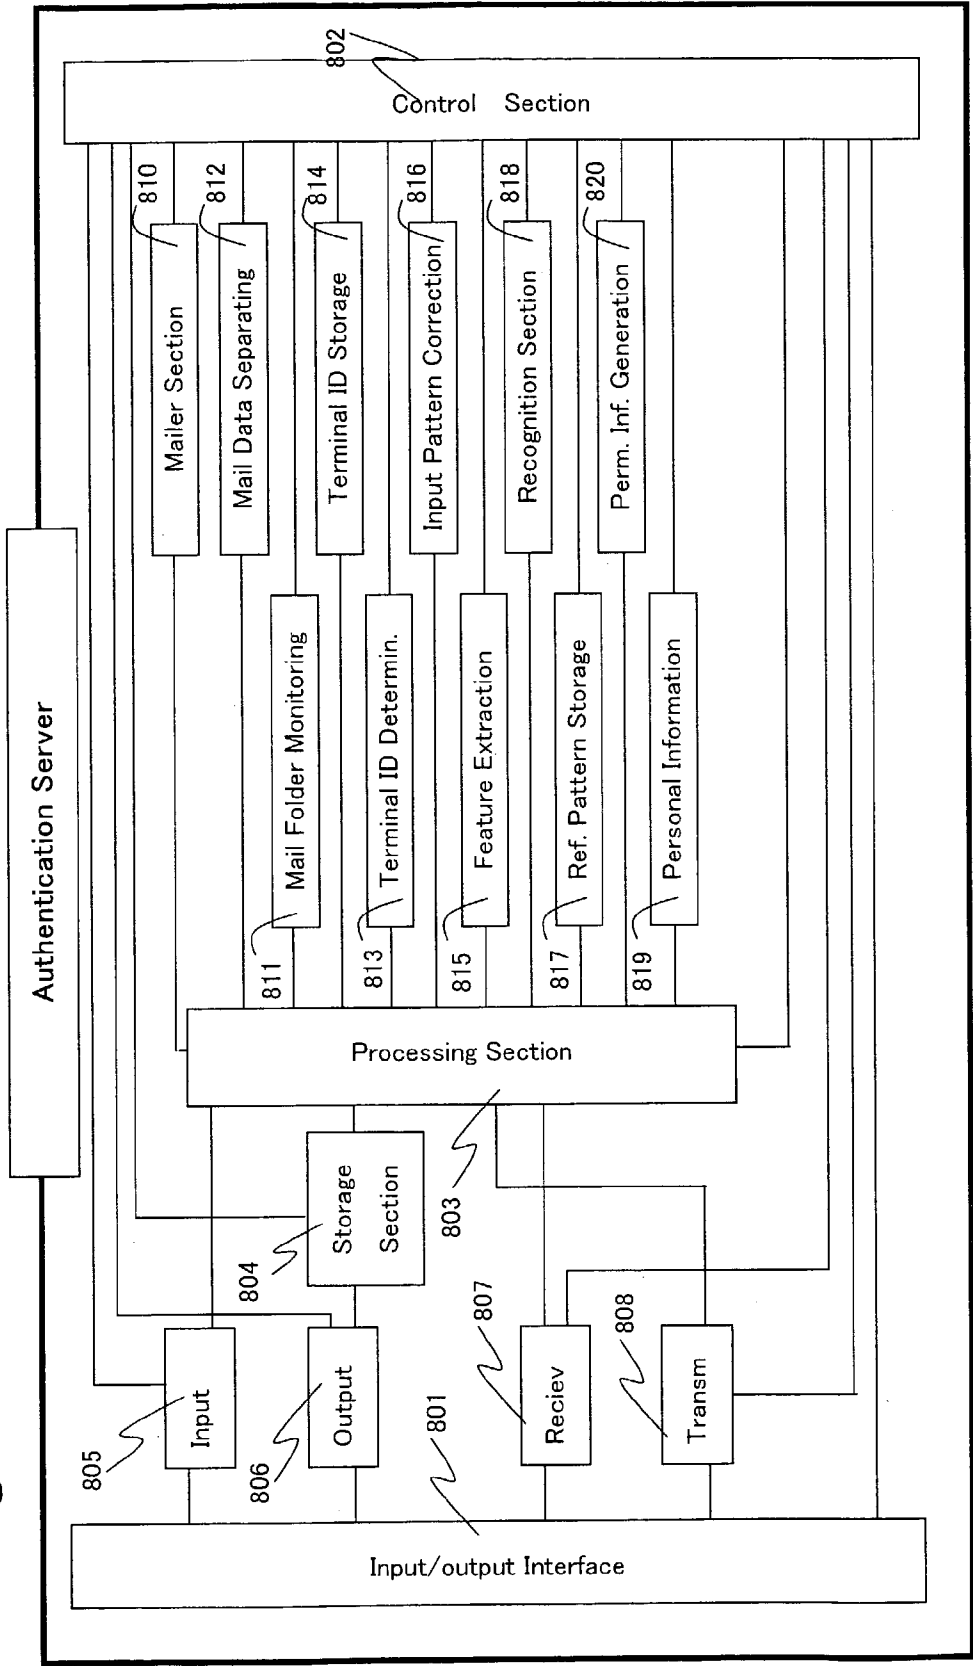 Authentication Server
802
Control Section
810
Mailer Section
812
Mail Data Separating
814
Terminal ID Storage
816
Input Pattern Correction
818
Recognition Section
820
Perm. Inf. Generation
811
Mail Folder Monitoring
813
Terminal ID Determin.
815
Feature Extraction
817
Ref. Pattern Storage
819
Personal Information
Processing Section
803
804
Storage
Section
805
Input
806
Output
807
Reciev
808
Transm
801
Input/output Interface